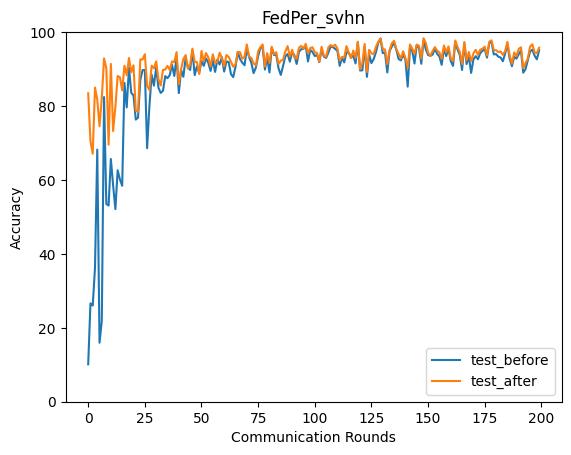 FedPer_svhn
Accuracy
100
80
60
40
20
0
0 25 50 75 100 125 150 175 200
Communication Rounds
test_before
test_after